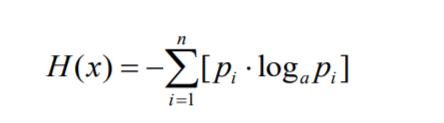 H(x) = −∑_{i=1}^{n}[p_i · log_a p_i]